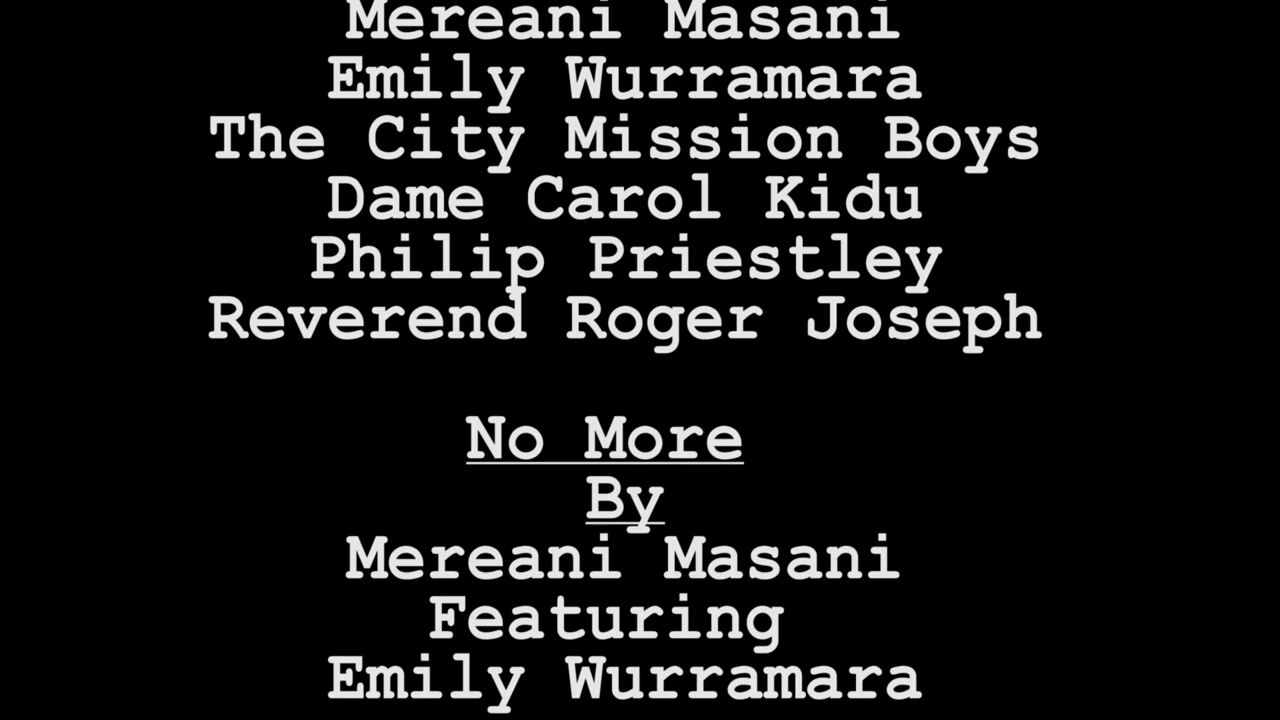 Mereani Masani
Emily Wurramara
The City Mission Boys
Dame Carol Kidu
Philip Priestley
Reverend Roger Joseph
No More
By
Mereani Masani
Featuring
Emily Wurramara